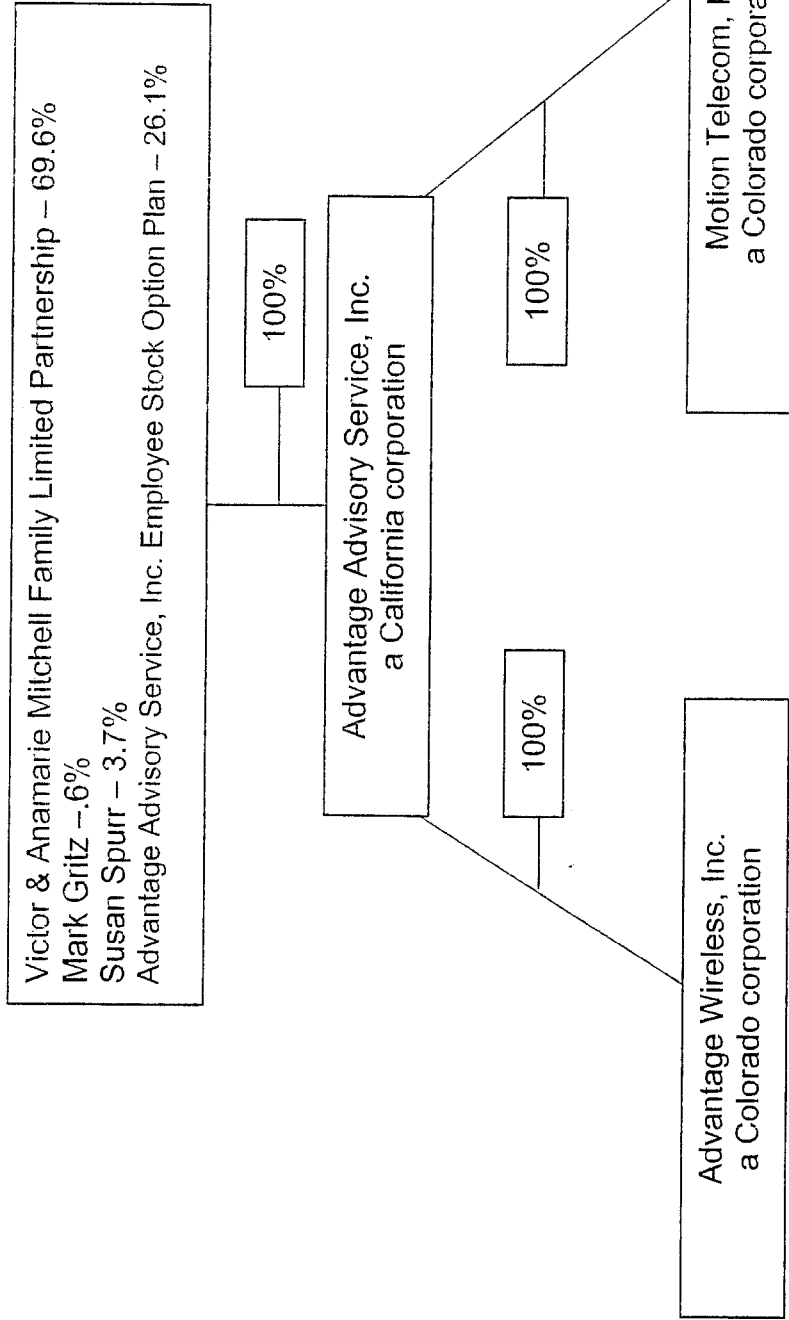 Victor & Anamarie Mitchell Family Limited Partnership – 69.6%
Mark Gritz –.6%
Susan Spurr – 3.7%
Advantage Advisory Service, Inc. Employee Stock Option Plan – 26.1%
100%
Advantage Advisory Service, Inc.
a California corporation
100%
100%
Advantage Wireless, Inc.
a Colorado corporation
Motion Telecom,
a Colorado